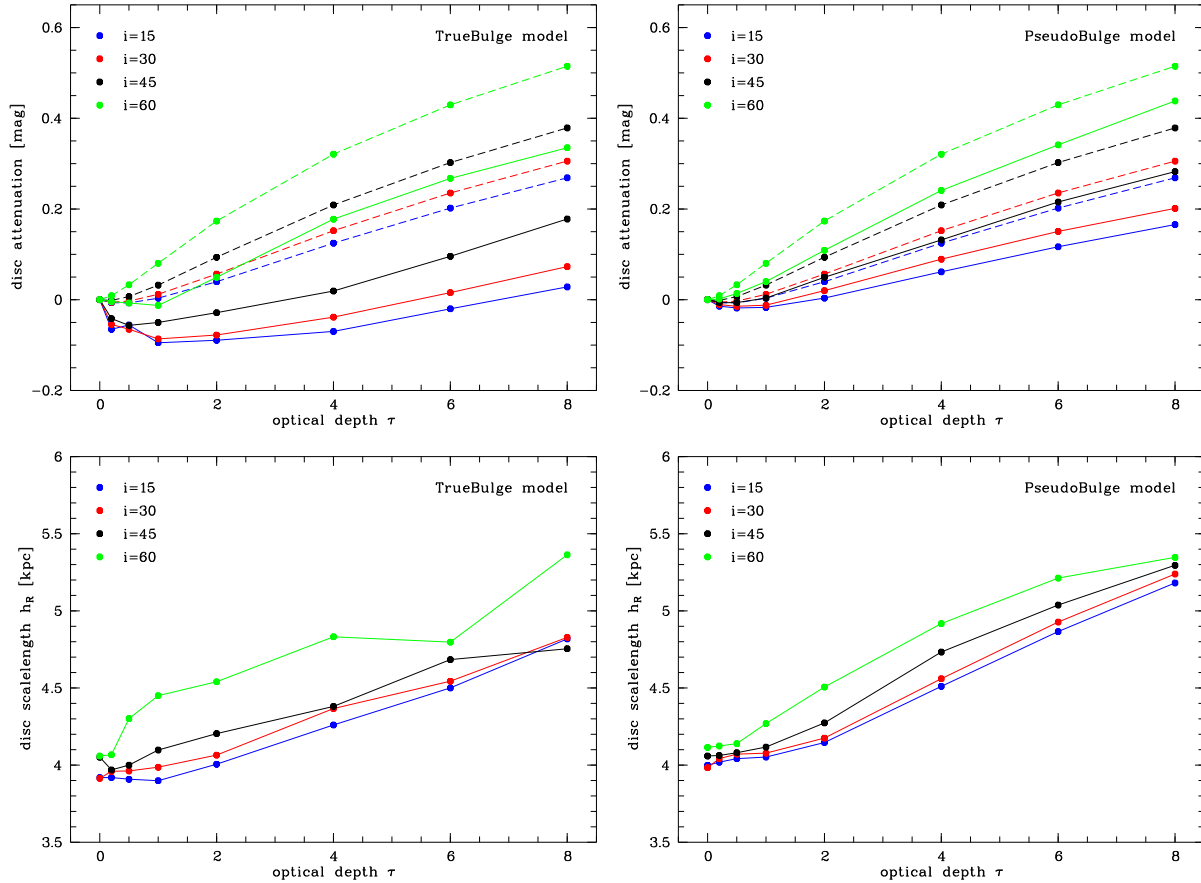 0.6
0.4
0.2
0
−0.2
disc attenuation [mag]
i=15
i=30
i=45
i=60
TrueBulge model
0 2 4 6 8
optical depth τ
0.6
0.4
0.2
0
−0.2
disc attenuation [mag]
i=15
i=30
i=45
i=60
PseudoBulge model
0 2 4 6 8
optical depth τ
6
5.5
5
4.5
4
3.5
disc scalelength h_R [kpc]
i=15
i=30
i=45
i=60
TrueBulge model
0 2 4 6 8
optical depth τ
6
5.5
5
4.5
4
3.5
disc scalelength h_R [kpc]
i=15
i=30
i=45
i=60
PseudoBulge model
0 2 4 6 8
optical depth τ